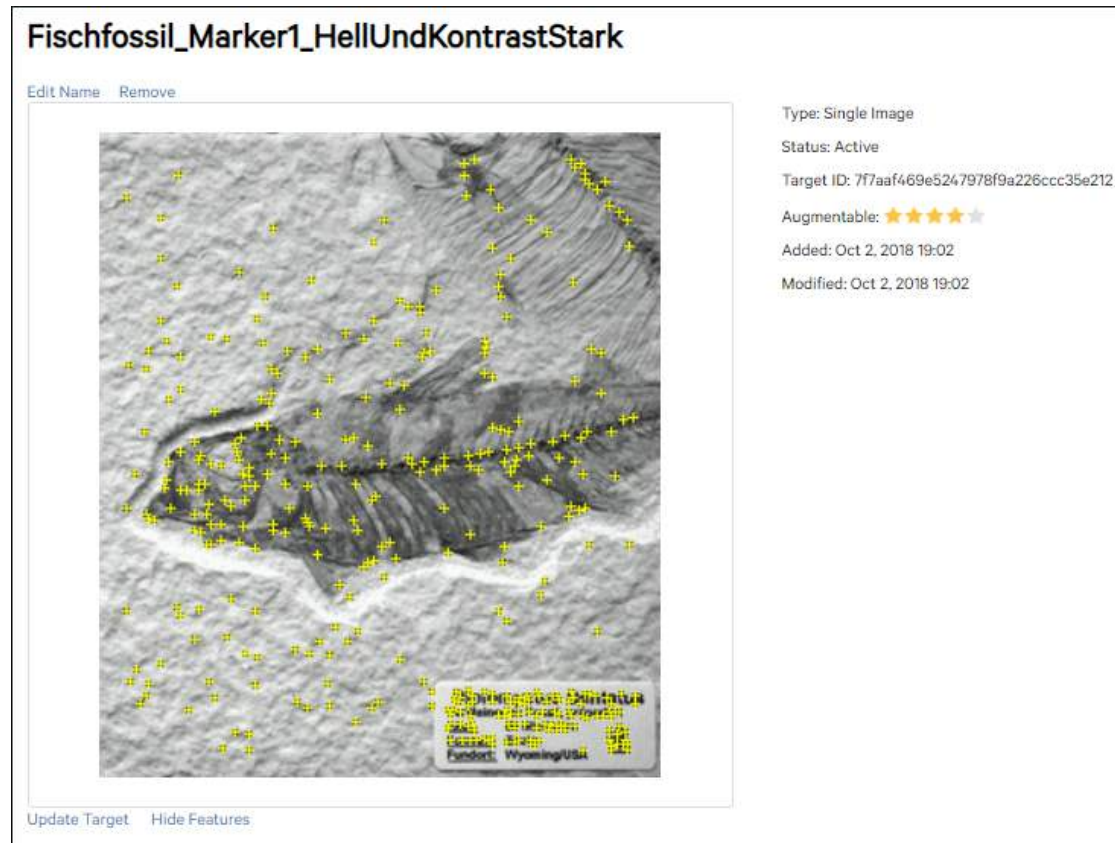 Fischfossil_Marker1_HellUndKontrastStark
Edit Name Remove
Type: Single Image
Status: Active
Target ID: 7f7aaf469e5247978f9a226ccc35e212
Augmentable:
Added: Oct 2, 2018 19:02
Modified: Oct 2, 2018 19:02
Fundort: Wyoming/USA
Update Target Hide Features